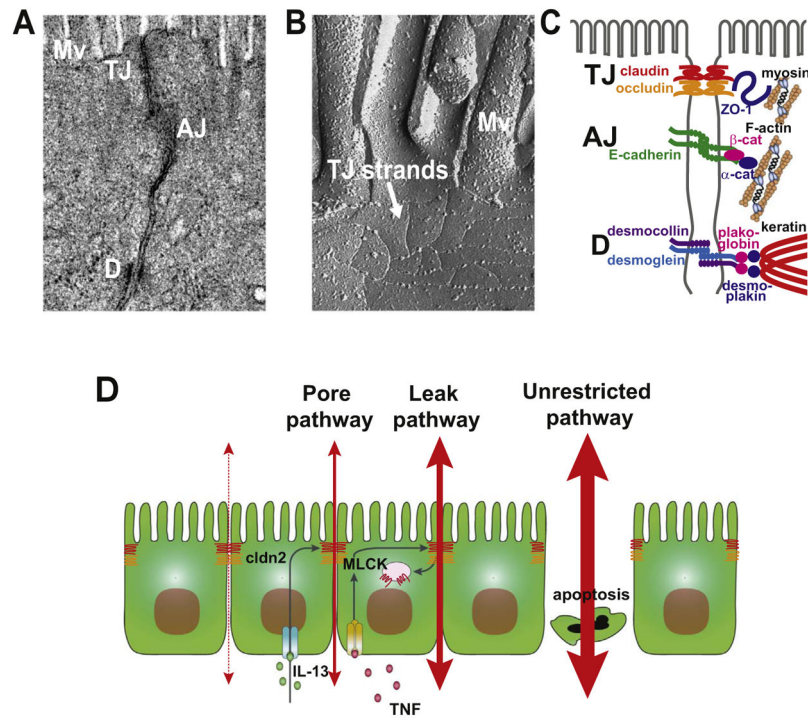 A
Mv
TJ
AJ
D
B
Mv
TJ strands
C
TJ
claudin
occludin
myosin
ZO-1
F-actin
AJ
β-cat
E-cadherin
α-cat
desmocollin
plako-
globin
keratin
D
desmoglein
desmo-
plakin
D
Pore
pathway
Leak
pathway
Unrestricted
pathway
cldn2
MLCK
apoptosis
IL-13
TNF